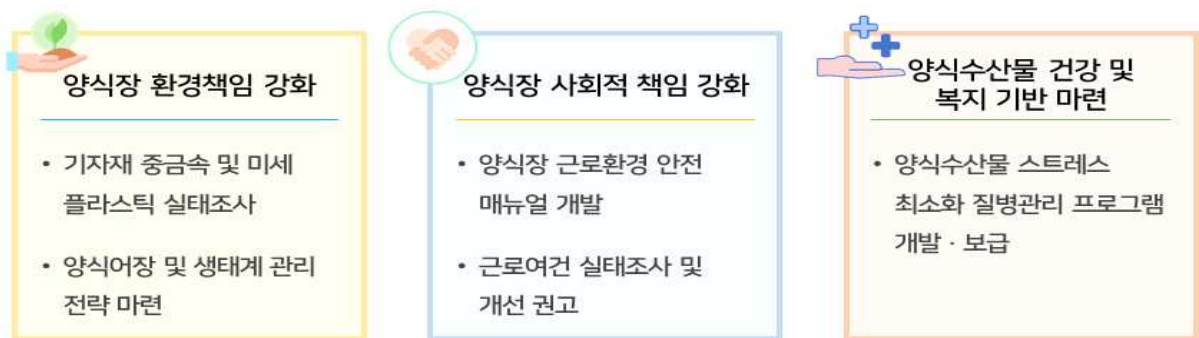 양식장 환경책임 강화
• 기자재 중금속 및 미세
플라스틱 실태조사
• 양식어장 및 생태계 관리
전략 마련
양식장 사회적 책임 강화
• 양식장 근로환경 안전
매뉴얼 개발
• 근로여건 실태조사 및
개선 권고
양식수산물 건강 및
복지 기반 마련
• 양식수산물 스트레스
최소화 질병관리 프로그램
개발 · 보급